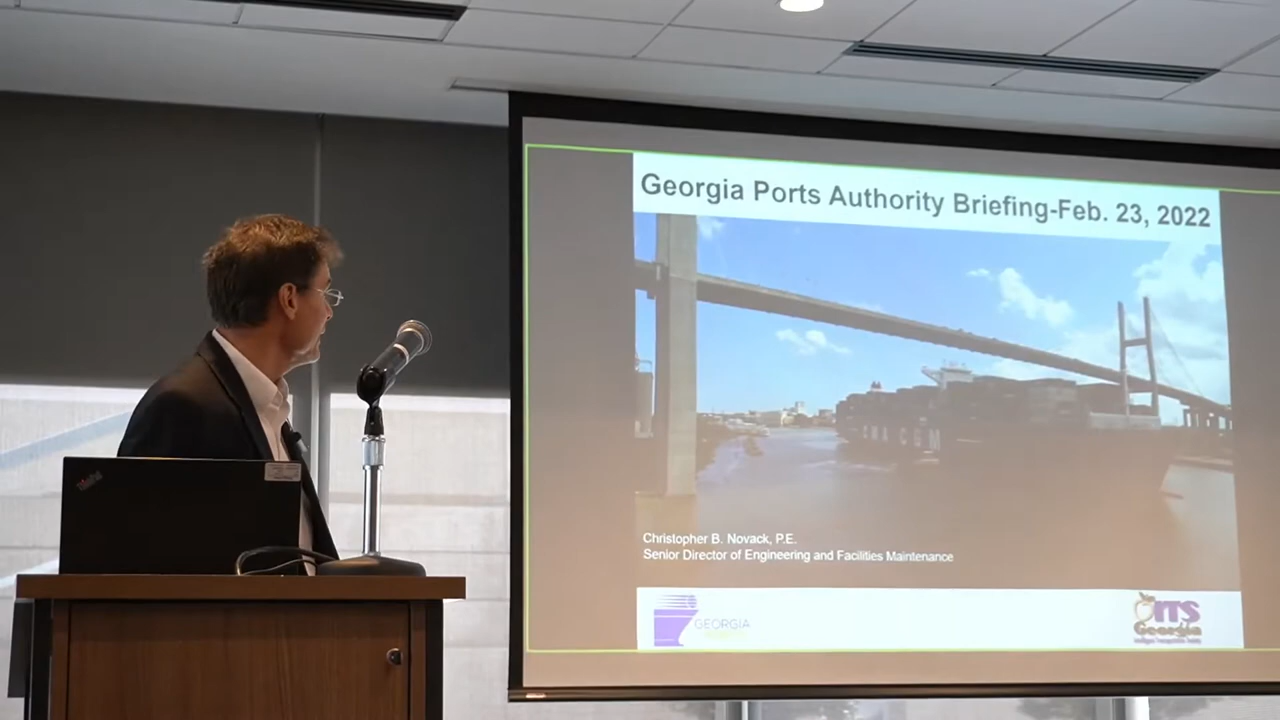 Georgia Ports Authority Briefing-Feb. 23, 2022
Christopher B. Novack, P.E.
Senior Director of Engineering and Facilities Maintenance
GEORGIA
ITS
Georgia
ThinkPad